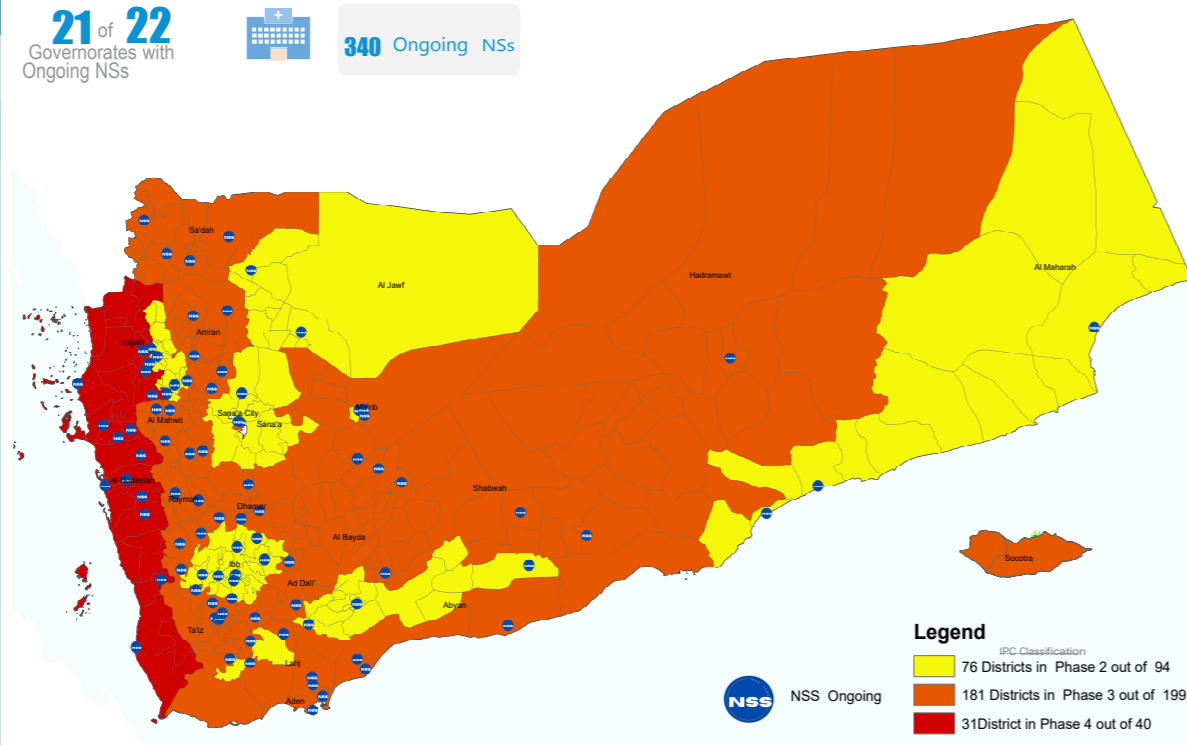 21 of 22
Governorates with
Ongoing NSs
340 Ongoing NSs
Sa'dah
Al Jawf
Hadramawt
Al Maharah
Amran
Hajjah
Ma'rib
Sana'a City
Sana'a
Al Mahwit
Shabwah
Raymah
Dhamar
Al Bayda
Ibb
Socotra
Ad Dali'
Abyan
Ta'iz
Lahj
Aden
Legend
IPC Classification
76 Districts in Phase 2 out of 94
NSS
NSS Ongoing
181 Districts in Phase 3 out of 199
31District in Phase 4 out of 40